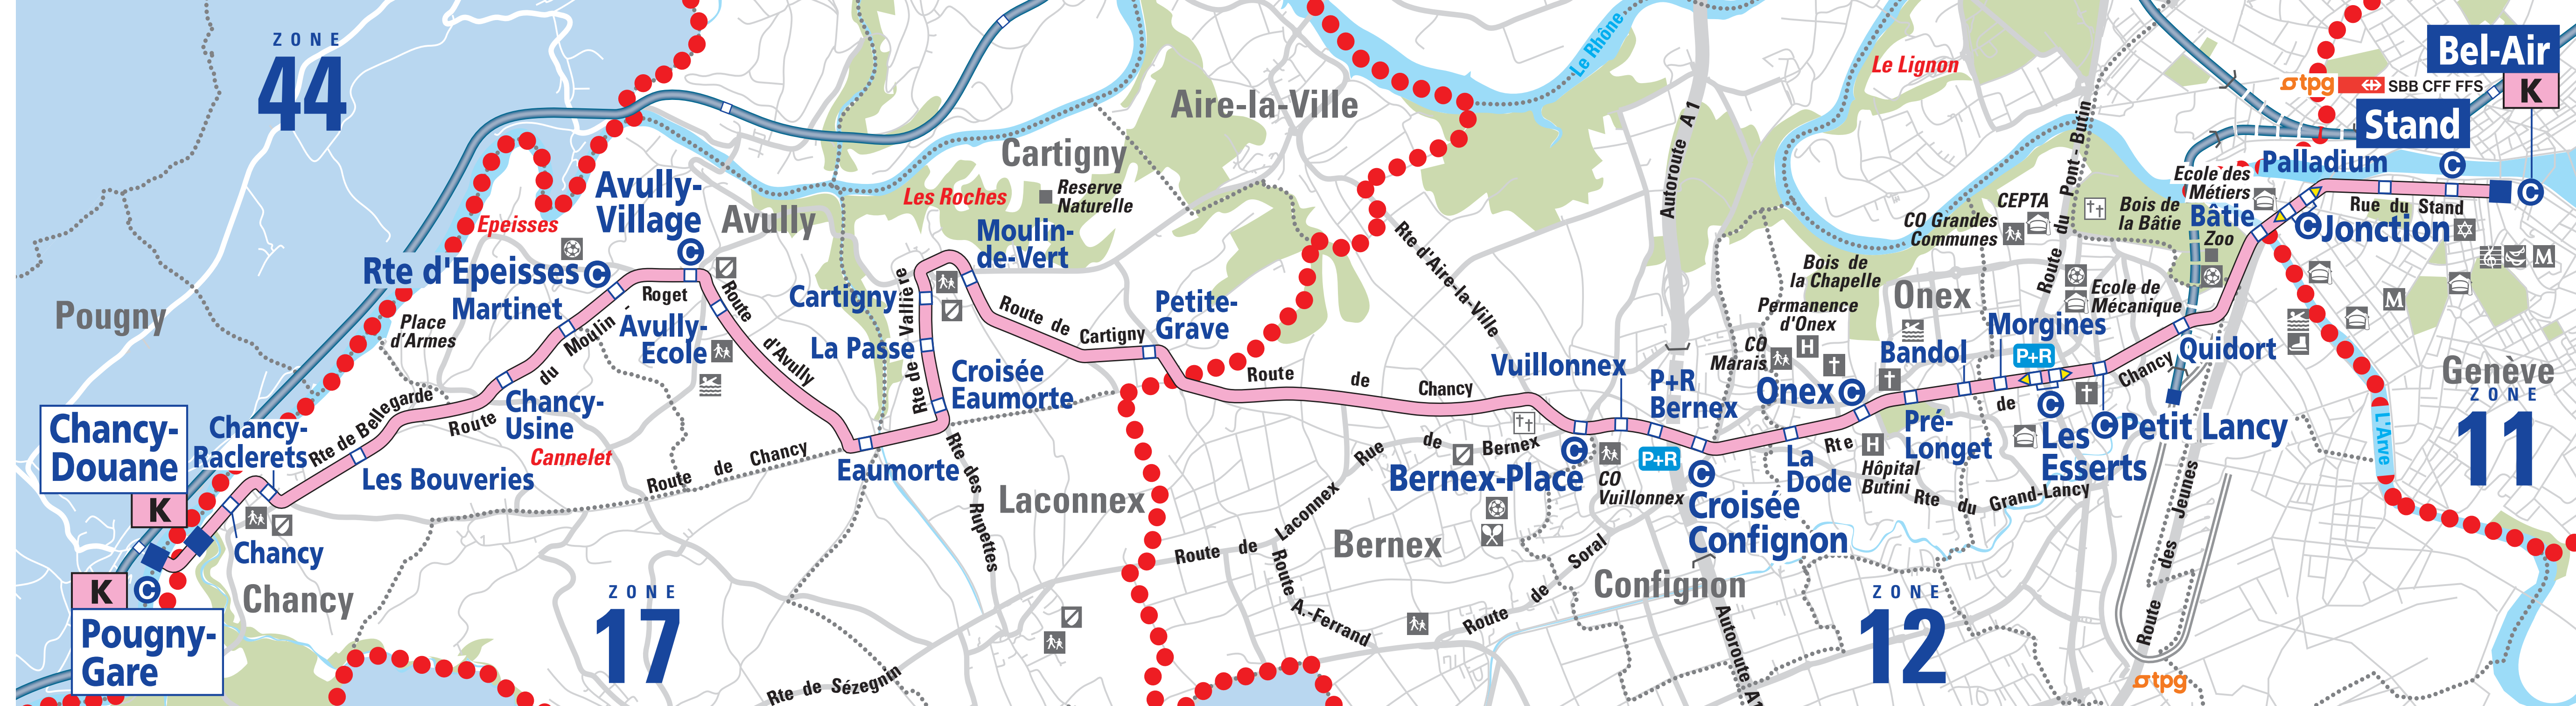 ZONE
44
Pougny
Chancy-
Douane
K
K
Pougny-
Gare
Chancy-
Raclerets
Chancy
Chancy
Rte de Bellegarde
Les Bouveries
Place
d'Armes
Epeisses
Rte d'Epeisses
Martinet
Avully-
Village
Avully
Roget
Moulin -
du
Route
Chancy-
Usine
Cannelet
Avully-
Ecole
Route
d'Avully
Route de Chancy
ZONE
17
Eaumorte
Cartigny
La Passe
Rte de Valliere
Croisée
Eaumorte
Rte des Rupettes
Laconnex
Rte de Sézegnin
Les Roches
Cartigny
Reserve
Naturelle
Moulin-
de-Vert
Route de Cartigny
Petite-
Grave
Aire-la-Ville
Le Rhône
Rte d'Aire-la-Ville
Route de Chancy
Vuillonnex
Rue de Bernex
Bernex-Place
Route de Laconnex
Bernex
Route A.-Ferrand
Route de Soral
CO
Vuillonnex
P+R
P+R
Bernex
Croisée
Confignon
Confignon
Autoroute A1
Autoroute A1
Le Lignon
Bois de
la Chapelle
Permanence
d'Onex
CO
Marais
H
Onex
La
Dode
Rte
H
Hôpital
Butini
Rte du Grand-Lancy
Onex
Bandol
Pré-
Longet
Morgines
P+R
de
Les
Esserts
CEPTA
CO Grandes
Communes
Route du Pont-Butin
Ecole de
Mécanique
Bois de
la Bâtie
Ecole des
Métiers
Bâtie
Zoo
Chancy
Quidort
Petit Lancy
Route des Jeunes
ZONE
12
tpg
Bel-Air
K
tpg SBB CFF FFS
Stand
Palladium
Rue du Stand
Jonction
M
M
L'Arve
Genève
ZONE
11
C
C
C
C
C
C
C
C
C
C
C